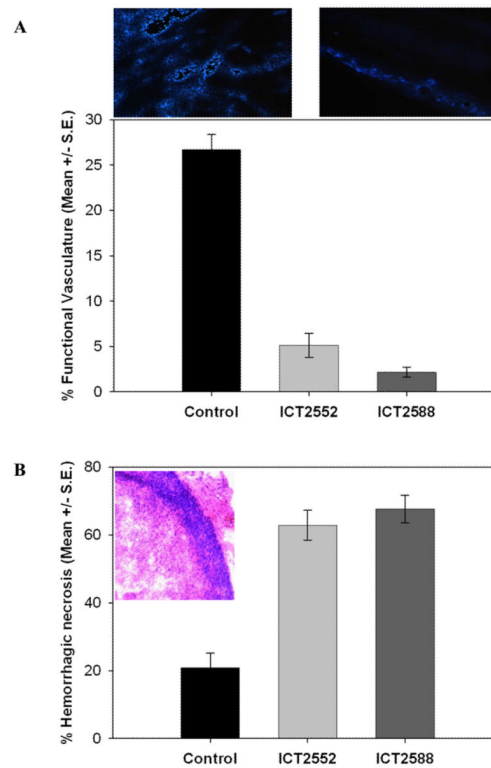 A
30
25
20
15
10
5
0
% Functional Vasculature (Mean +/- S.E.)
Control ICT2552 ICT2588
B
80
60
40
20
0
% Hemorrhagic necrosis (Mean +/- S.E.)
Control ICT2552 ICT2588